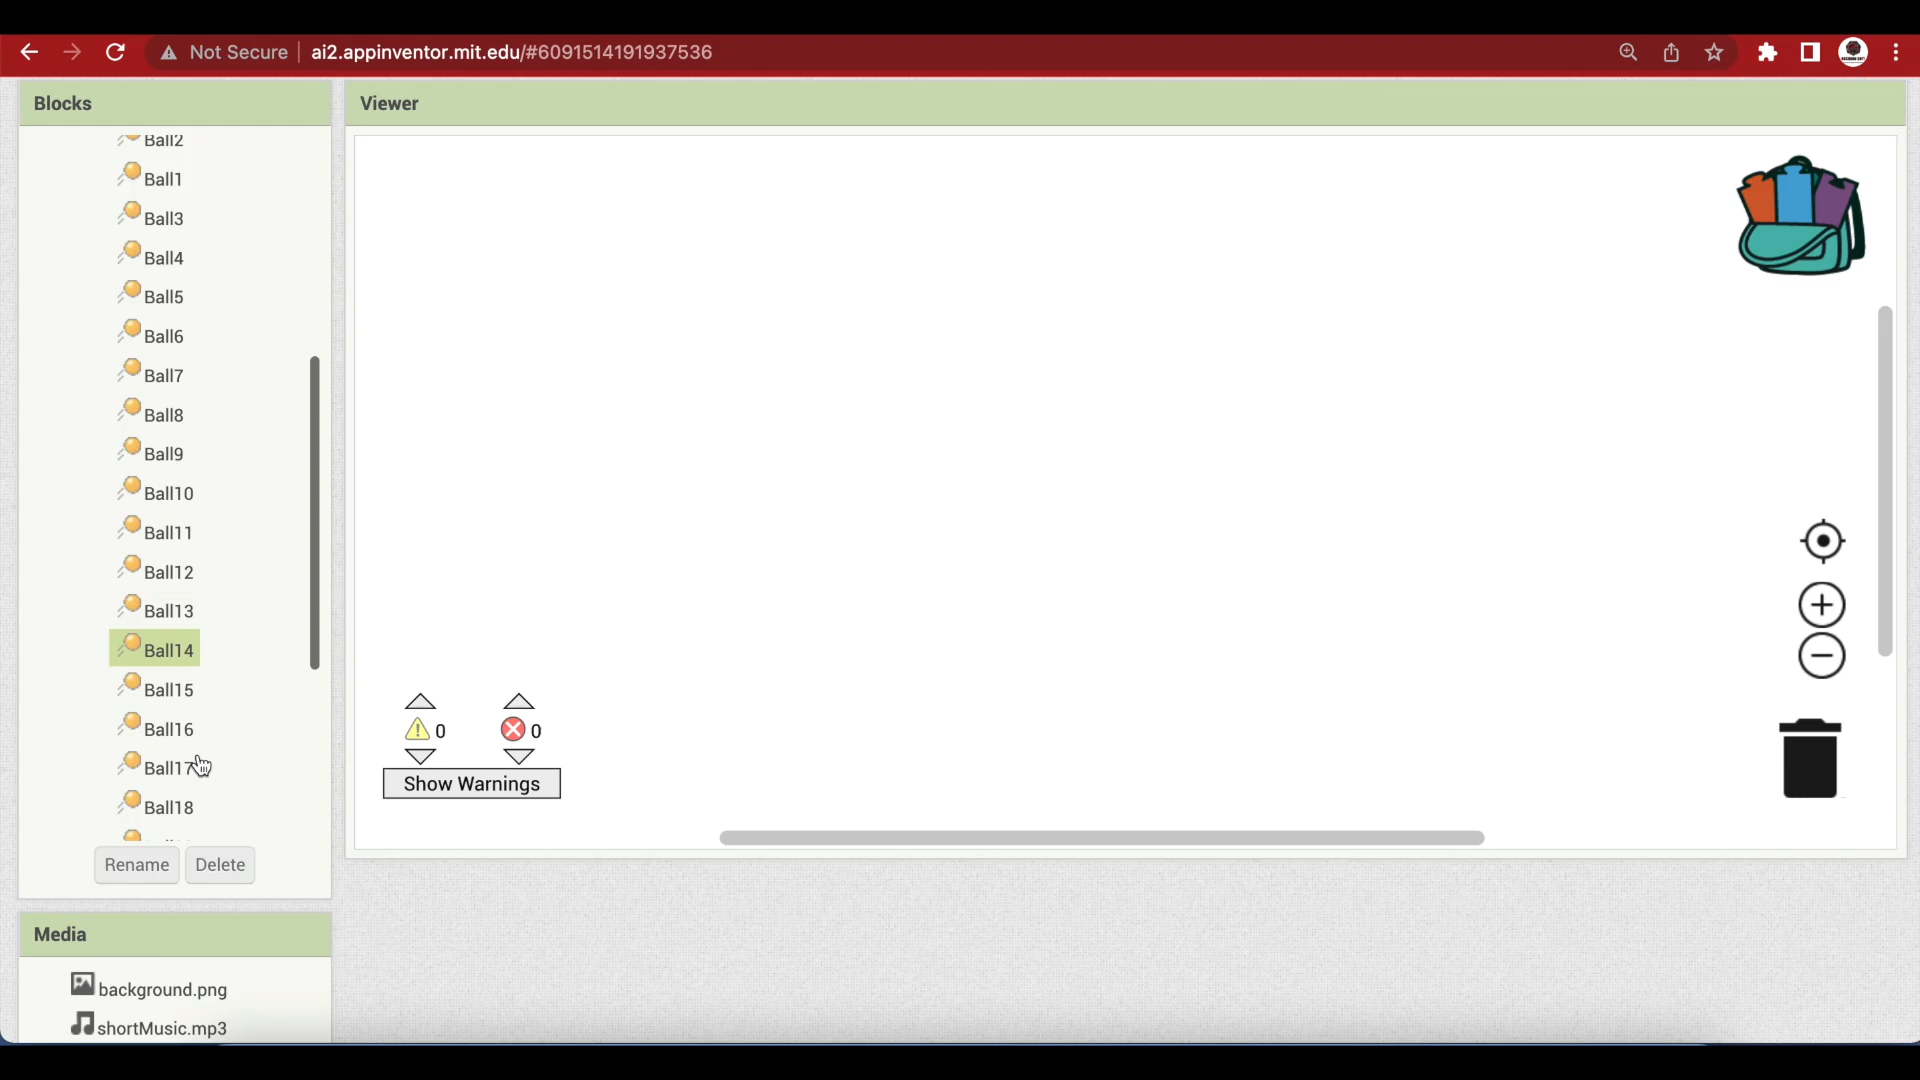 Not Secure ai2.appinventor.mit.edu/#6091514191937536
Blocks
Viewer
Ball2
Ball1
Ball3
Ball4
Ball5
Ball6
Ball7
Ball8
Ball9
Ball10
Ball11
Ball12
Ball13
Ball14
Ball15
Ball16
Ball17
Ball18
0 0
Show Warnings
Rename Delete
Media
background.png
shortMusic.mp3